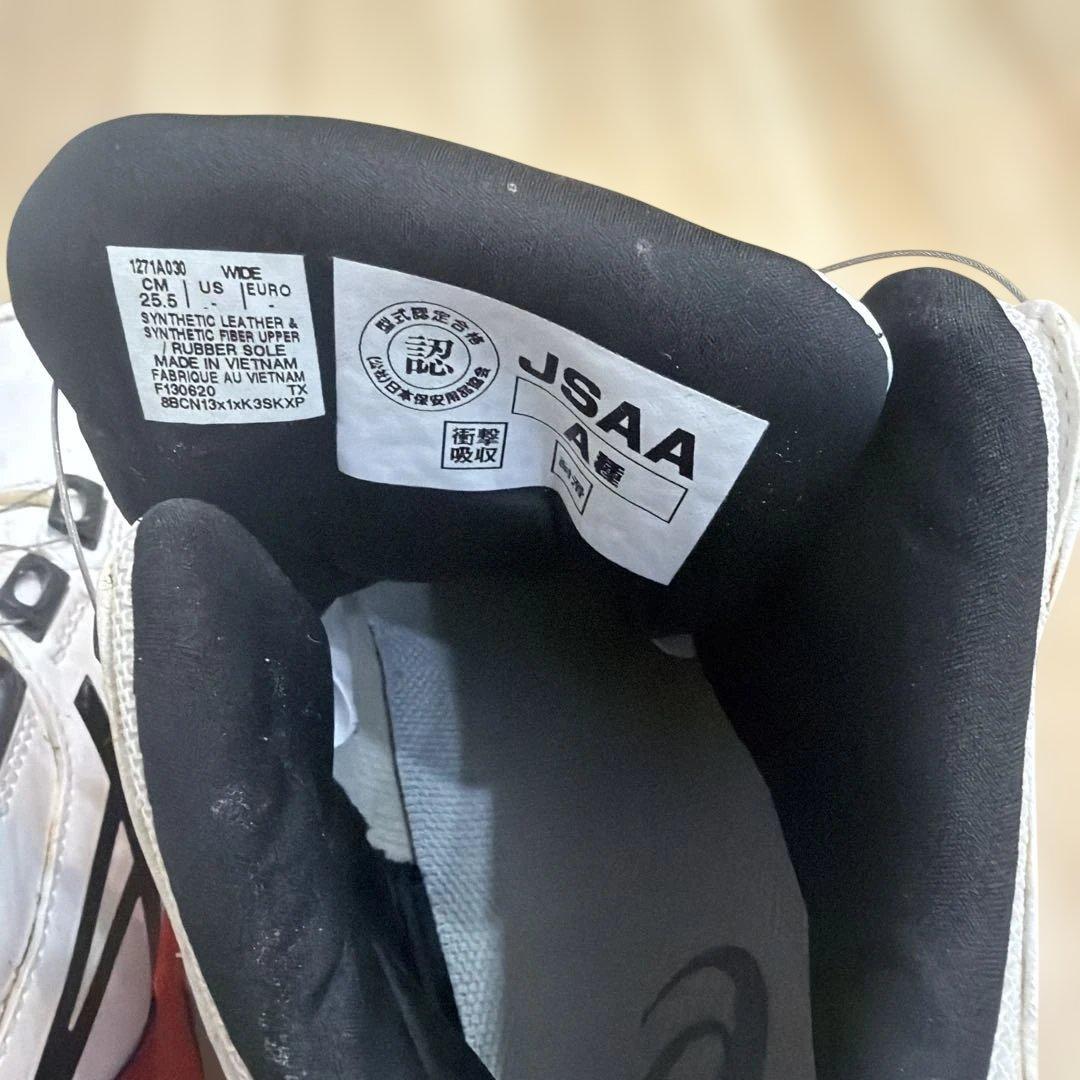 1271A030 WIDE
CM US EURO
25.5 - -
SYNTHETIC LEATHER &
SYNTHETIC FIBER UPPER
/ RUBBER SOLE
MADE IN VIETNAM
FABRIQUE AU VIETNAM
F130620 TX
8BCN13x1xK3SKXP
型式認定合格
認
(公社)日本保安用品協会
衝撃
吸収
JSAA
A種